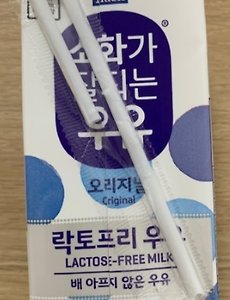 소화가
잘되는
우유
®
오리지널
Original
락토프리 우유
LACTOSE-FREE MILK
배 아프지 않은 우유